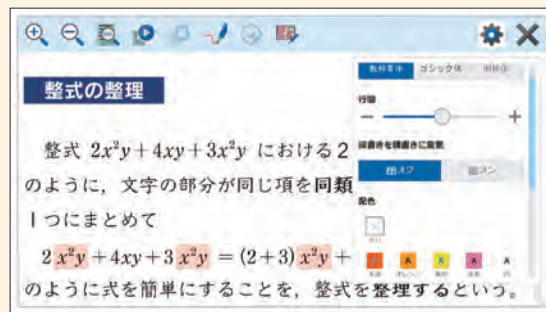 教科書体 ゴシック体 明朝体
整式の整理
行間
縦書きを横書きに変更
オフ オン
配色
整式 2x²y+4xy+3x²y における2
のように，文字の部分が同じ項を同類
1つにまとめて
2x²y+4xy+3x²y=(2+3)x²y+
のように式を簡単にすることを，整式を整理するという。
オレンジ